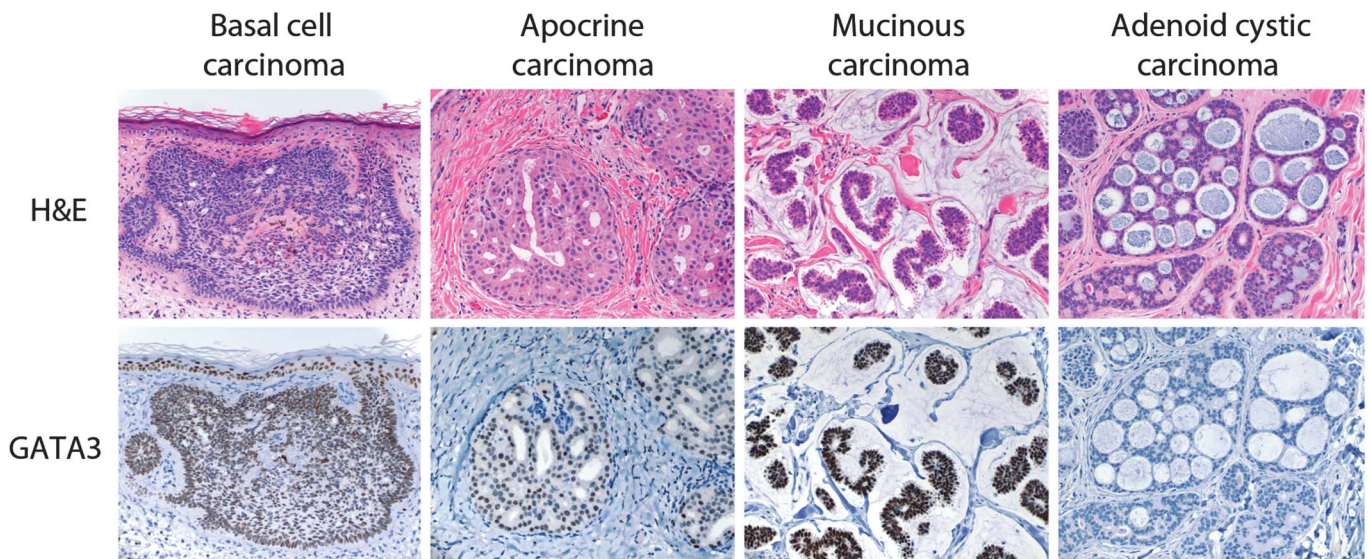 Basal cell
carcinoma
Apocrine
carcinoma
Mucinous
carcinoma
Adenoid cystic
carcinoma
H&E
GATA3